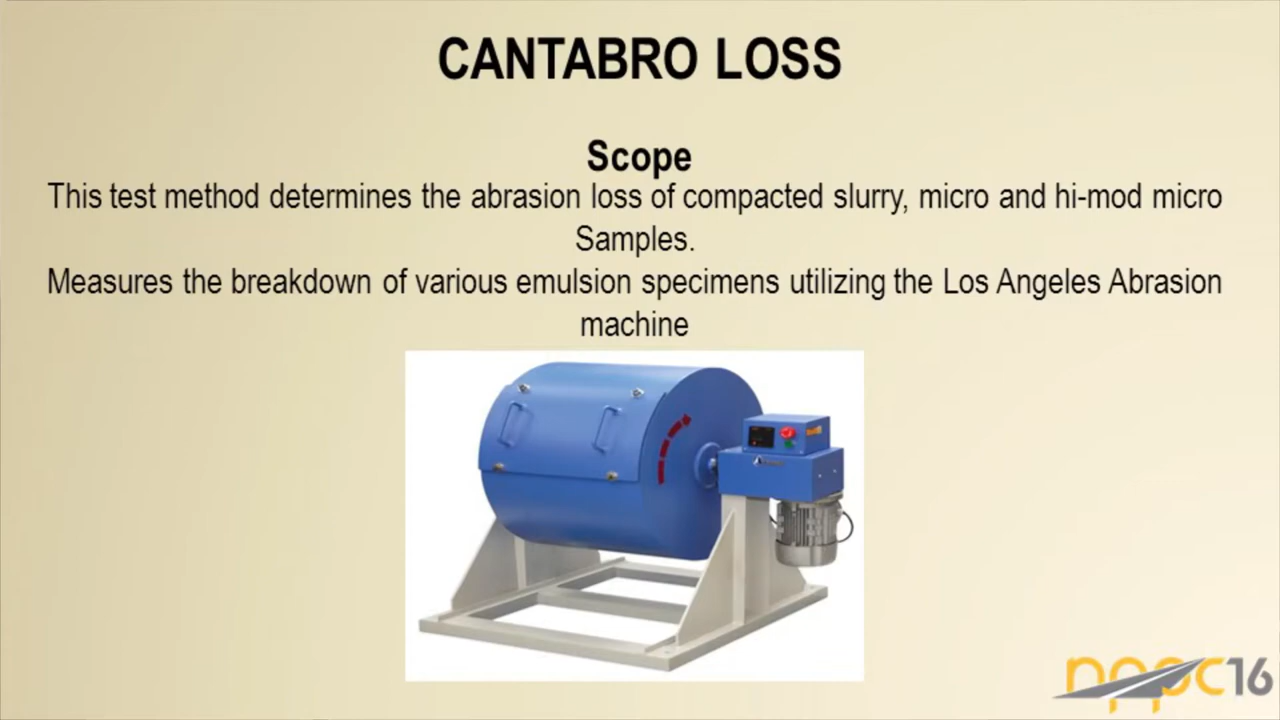 CANTABRO LOSS
Scope
This test method determines the abrasion loss of compacted slurry, micro and hi-mod micro
Samples.
Measures the breakdown of various emulsion specimens utilizing the Los Angeles Abrasion
machine
nppc16